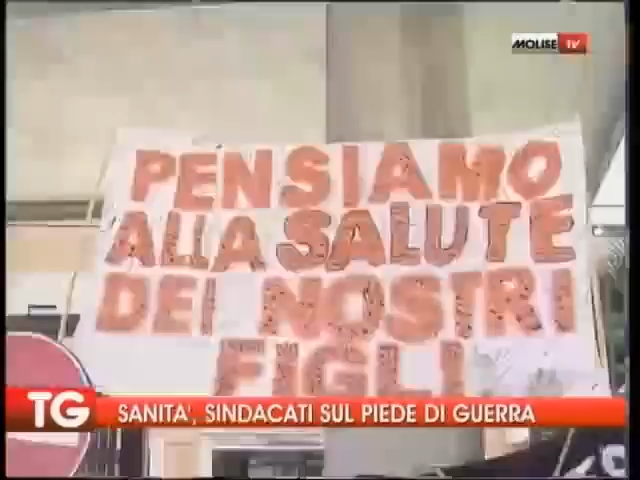 MOLISE TV
PENSIAMO
ALLA SALUTE
DEI NOSTRI
FIGLI
TG SANITA', SINDACATI SUL PIEDE DI GUERRA